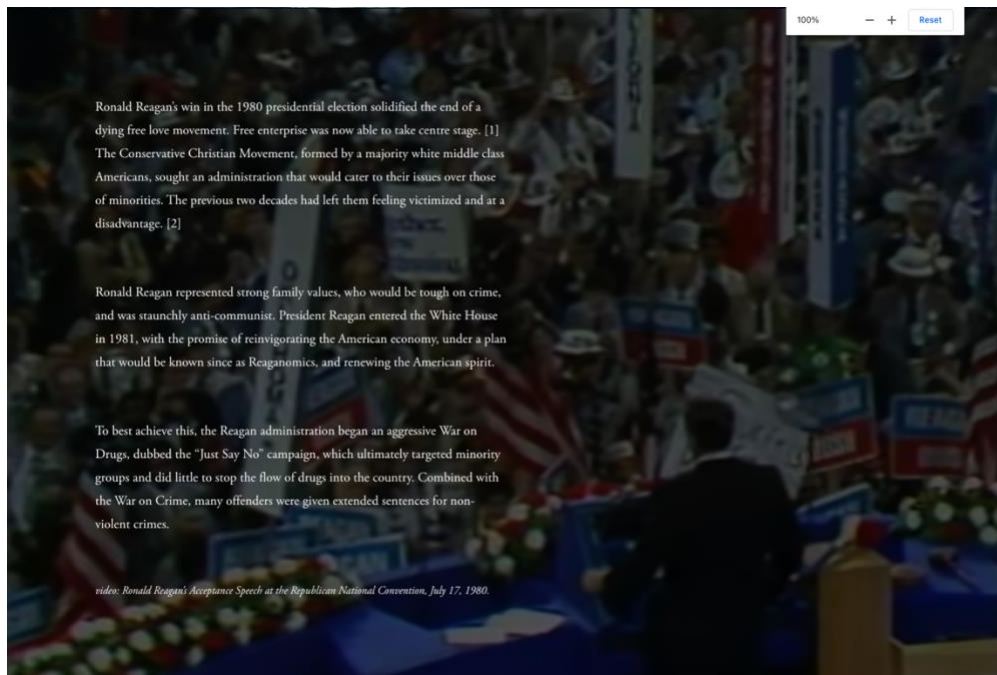 100% − + Reset
Ronald Reagan's win in the 1980 presidential election solidified the end of a
dying free love movement. Free enterprise was now able to take centre stage. [1]
The Conservative Christian Movement, formed by a majority white middle class
Americans, sought an administration that would cater to their issues over those
of minorities. The previous two decades had left them feeling victimized and at a
disadvantage. [2]
Ronald Reagan represented strong family values, who would be tough on crime,
and was staunchly anti-communist. President Reagan entered the White House
in 1981, with the promise of reinvigorating the American economy, under a plan
that would be known since as Reaganomics, and renewing the American spirit.
To best achieve this, the Reagan administration began an aggressive War on
Drugs, dubbed the “Just Say No” campaign, which ultimately targeted minority
groups and did little to stop the flow of drugs into the country. Combined with
the War on Crime, many offenders were given extended sentences for non-
violent crimes.
video: Ronald Reagan's Acceptance Speech at the Republican National Convention, July 17, 1980.